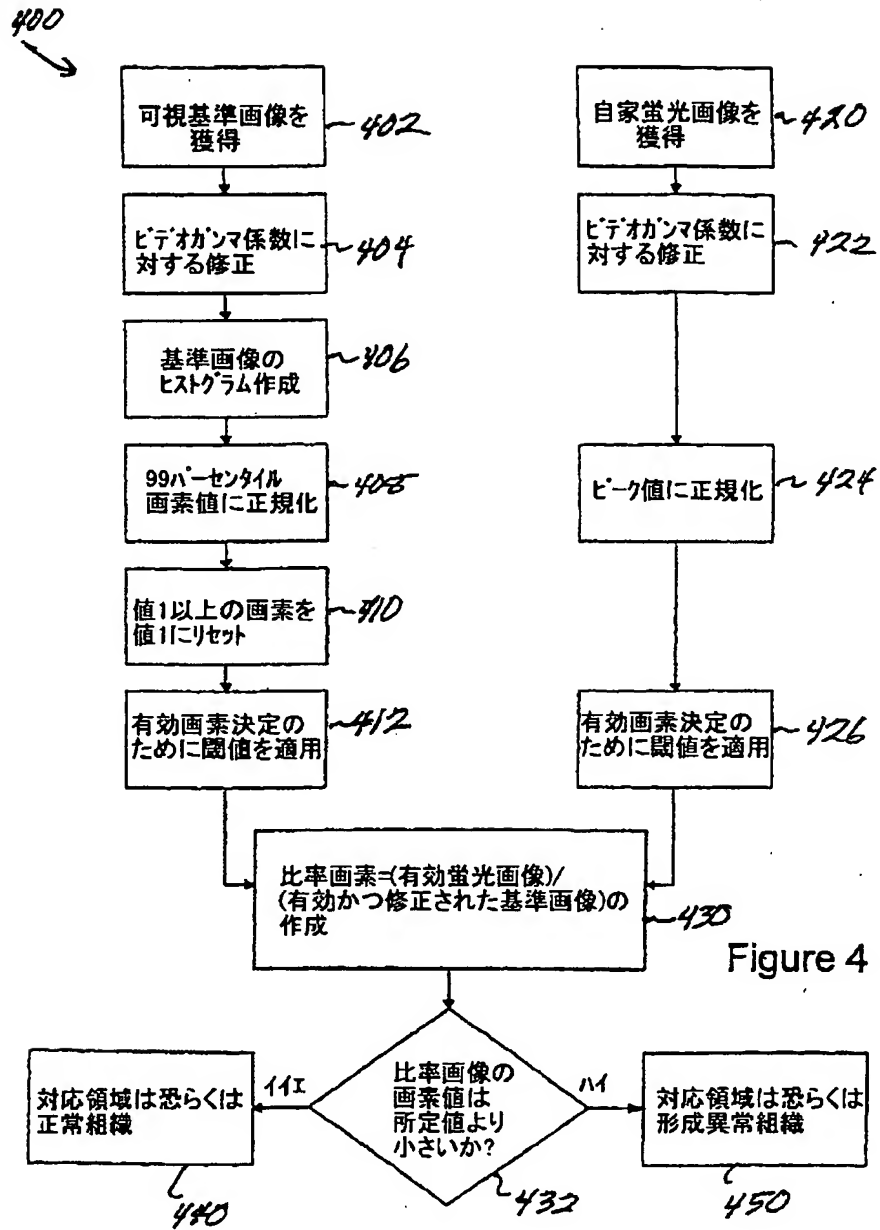 400
可視基準画像を
獲得
402
ビデオガンマ係数に
対する修正
404
基準画像の
ヒストグラム作成
406
99パーセンタイル
画素値に正規化
408
値1以上の画素を
値1にリセット
410
有効画素決定の
ために閾値を適用
412
自家蛍光画像を
獲得
420
ビデオガンマ係数に
対する修正
422
ピーク値に正規化
424
有効画素決定の
ために閾値を適用
426
比率画素=(有効蛍光画像)/
(有効かつ修正された基準画像)の
作成
430
Figure 4
比率画像の
画素値は
所定値より
小さいか?
432
イイエ
ハイ
対応領域は恐らくは
正常組織
440
対応領域は恐らくは
形成異常組織
450